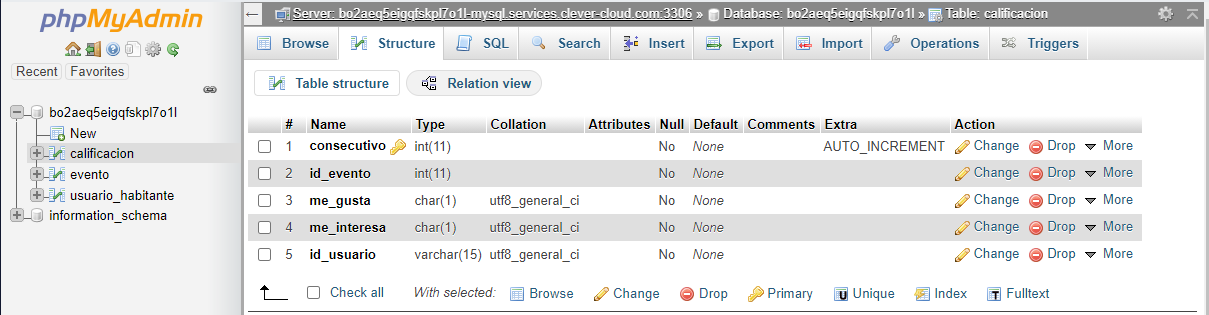 phpMyAdmin
Recent Favorites
bo2aeq5eigqfskpl7o1l
New
calificacion
evento
usuario_habitante
information_schema
Server: bo2aeq5eigqfskpl7o1l-mysql.services.clever-cloud.com:3306 » Database: bo2aeq5eigqfskpl7o1l » Table: calificacion
Browse Structure SQL Search Insert Export Import Operations Triggers
Table structure Relation view
# Name Type Collation Attributes Null Default Comments Extra Action
1 consecutivo int(11) No None AUTO_INCREMENT Change Drop More
2 id_evento int(11) No None Change Drop More
3 me_gusta char(1) utf8_general_ci No None Change Drop More
4 me_interesa char(1) utf8_general_ci No None Change Drop More
5 id_usuario varchar(15) utf8_general_ci No None Change Drop More
Check all With selected: Browse Change Drop Primary Unique Index Fulltext